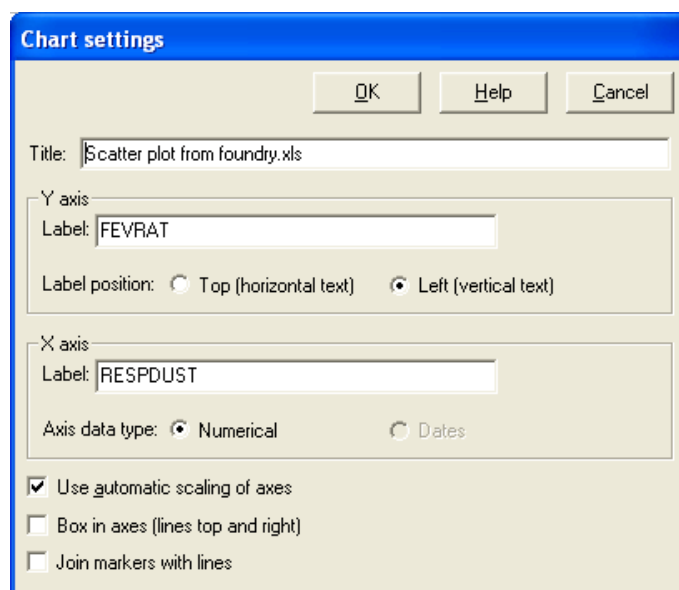 Chart settings
OK Help Cancel
Title: Scatter plot from foundry.xls
Y axis
Label: FEVRAT
Label position: Top (horizontal text) Left (vertical text)
X axis
Label: RESPDUST
Axis data type: Numerical Dates
Use automatic scaling of axes
Box in axes (lines top and right)
Join markers with lines